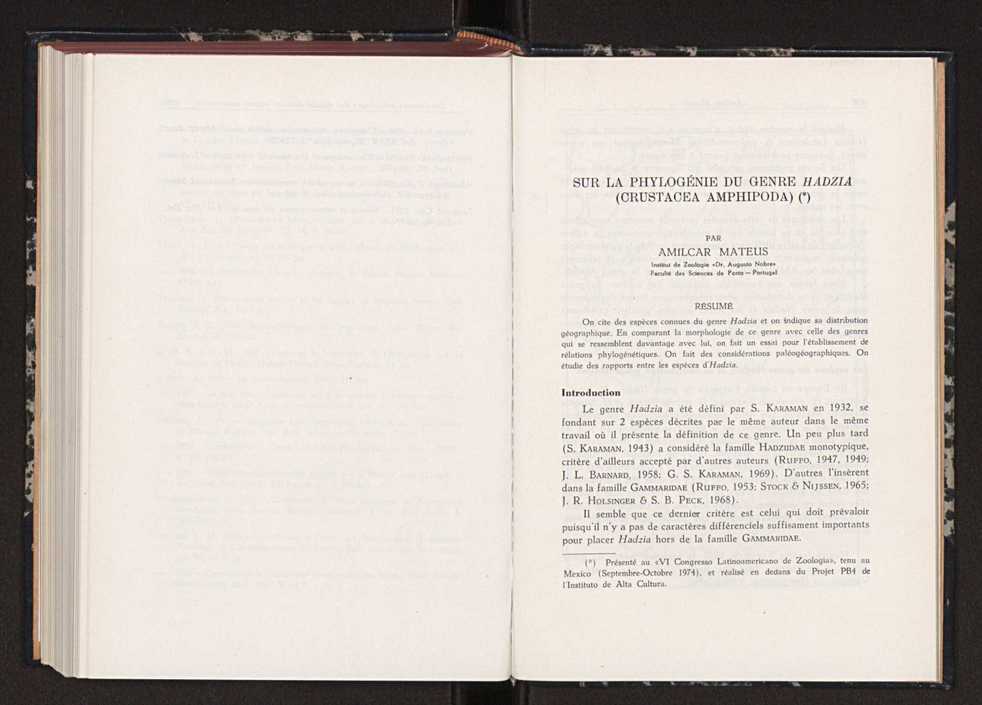 SUR LA PHYLOGÉNIE DU GENRE HADZIA
(CRUSTACEA AMPHIPODA) (*)
PAR
AMILCAR MATEUS
Institut de Zoologie «Dr. Augusto Nobre»
Faculté des Sciences de Porto — Portugal
RÉSUMÉ
On cite des espèces connues du genre Hadzia et on indique sa distribution
géographique. En comparant la morphologie de ce genre avec celle des genres
qui se ressemblent davantage avec lui, on fait un essai pour l'établissement de
rélations phylogénétiques. On fait des considérations paléogéographiques. On
étudie des rapports entre les espèces d'Hadzia.
Introduction
Le genre Hadzia a été défini par S. KARAMAN en 1932, se
fondant sur 2 espèces décrites par le même auteur dans le même
travail où il présente la définition de ce genre. Un peu plus tard
(S. KARAMAN, 1943) a considéré la famille HADZIIDAE monotypique,
critère d'ailleurs accepté par d'autres auteurs (RUFFO, 1947, 1949;
J. L. BARNARD, 1958; G. S. KARAMAN, 1969). D'autres l'insèrent
dans la famille GAMMARIDAE (RUFFO, 1953; STOCK & NIJSSEN, 1965;
J. R. HOLSINGER & S. B. PECK, 1968).
Il semble que ce dernier critère est celui qui doit prévaloir
puisqu'il n'y a pas de caractères différenciels suffisament importants
pour placer Hadzia hors de la famille GAMMARIDAE.
(*) Présenté au «VI Congresso Latinoamericano de Zoologia», tenu au
Mexico (Septembre-Octobre 1974), et réalisé en dedans du Projet PB4 de
l'Instituto de Alta Cultura.